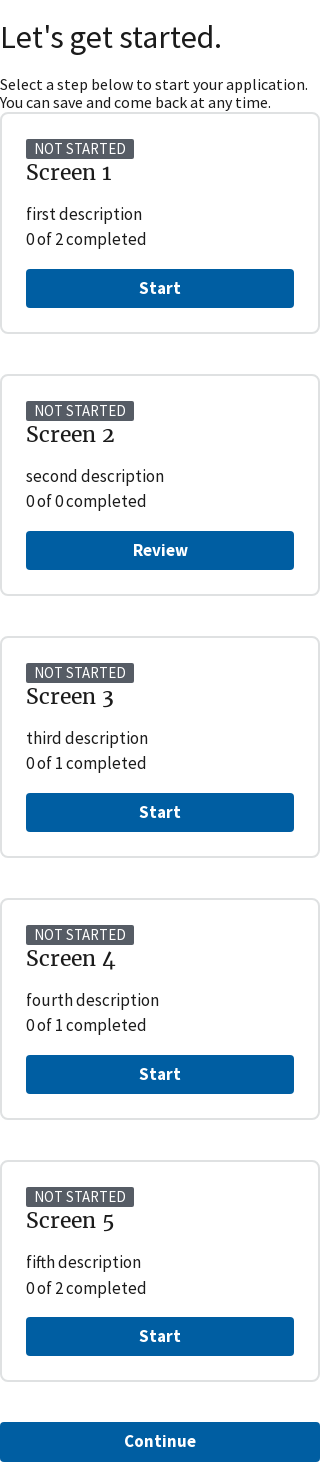 Let's get started.
Select a step below to start your application.
You can save and come back at any time.
NOT STARTED
Screen 1
first description
0 of 2 completed
Start
NOT STARTED
Screen 2
second description
0 of 0 completed
Review
NOT STARTED
Screen 3
third description
0 of 1 completed
Start
NOT STARTED
Screen 4
fourth description
0 of 1 completed
Start
NOT STARTED
Screen 5
fifth description
0 of 2 completed
Start
Continue